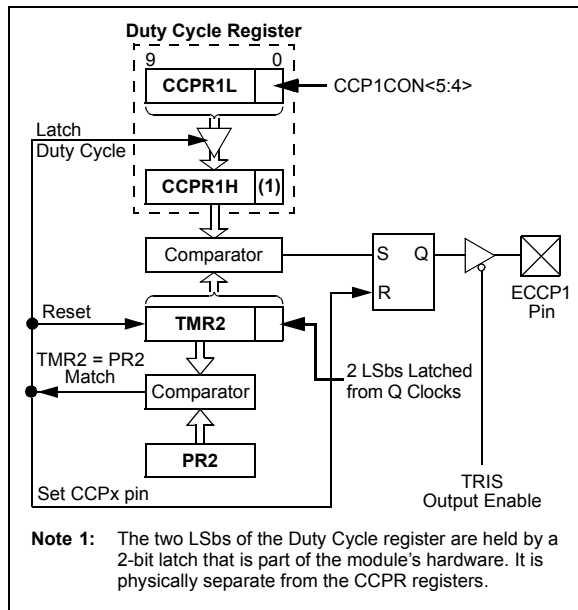 Duty Cycle Register
9 0
CCPR1L
CCP1CON<5:4>
Latch
Duty Cycle
CCPR1H (1)
Comparator
S Q
R
ECCP1
Pin
Reset
TMR2
TMR2 = PR2
Match
2 LSbs Latched
from Q Clocks
Comparator
PR2
Set CCPx pin
TRIS
Output Enable
Note 1: The two LSbs of the Duty Cycle register are held by a
2-bit latch that is part of the module's hardware. It is
physically separate from the CCPR registers.